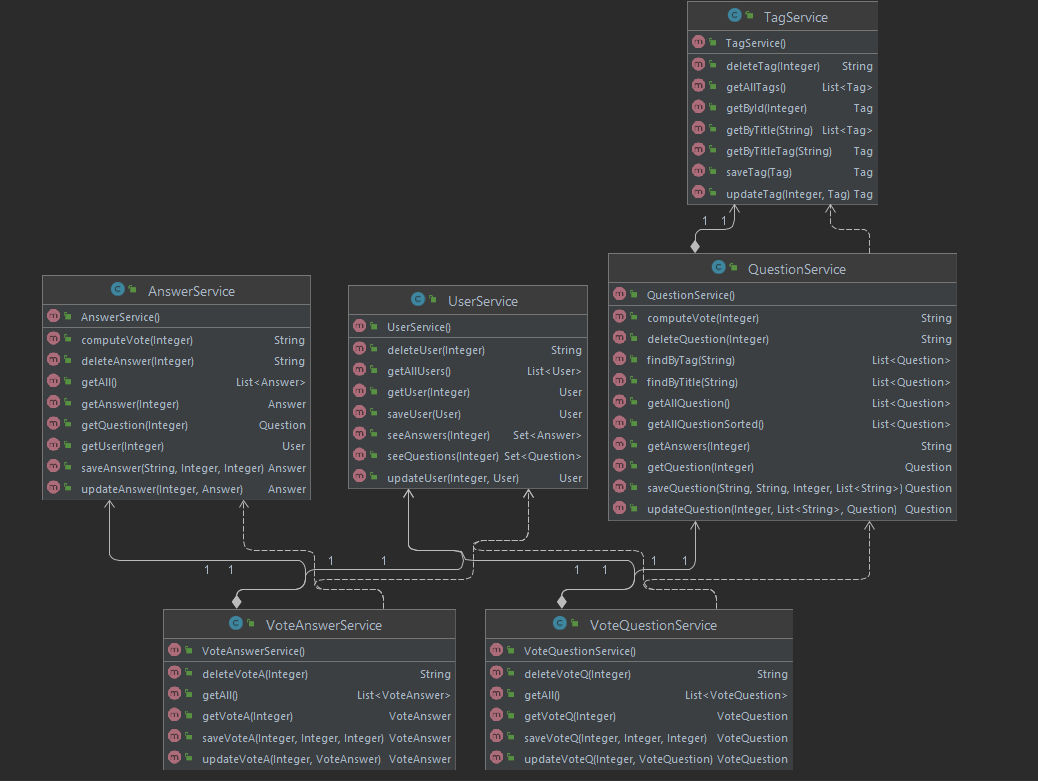 TagService
TagService()
deleteTag(Integer) String
getAllTags() List<Tag>
getById(Integer) Tag
getByTitle(String) List<Tag>
getByTitleTag(String) Tag
saveTag(Tag) Tag
updateTag(Integer, Tag) Tag
1 1
AnswerService
AnswerService()
computeVote(Integer) String
deleteAnswer(Integer) String
getAll() List<Answer>
getAnswer(Integer) Answer
getQuestion(Integer) Question
getUser(Integer) User
saveAnswer(String, Integer, Integer) Answer
updateAnswer(Integer, Answer) Answer
UserService
UserService()
deleteUser(Integer) String
getAllUsers() List<User>
getUser(Integer) User
saveUser(User) User
seeAnswers(Integer) Set<Answer>
seeQuestions(Integer) Set<Question>
updateUser(Integer, User) User
QuestionService
QuestionService()
computeVote(Integer) String
deleteQuestion(Integer) String
findByTag(String) List<Question>
findByTitle(String) List<Question>
getAllQuestion() List<Question>
getAllQuestionSorted() List<Question>
getAnswers(Integer) String
getQuestion(Integer) Question
saveQuestion(String, String, Integer, List<String>) Question
updateQuestion(Integer, List<String>, Question) Question
1 1 1 1
1 1 1 1
VoteAnswerService
VoteAnswerService()
deleteVoteA(Integer) String
getAll() List<VoteAnswer>
getVoteA(Integer) VoteAnswer
saveVoteA(Integer, Integer, Integer) VoteAnswer
updateVoteA(Integer, VoteAnswer) VoteAnswer
VoteQuestionService
VoteQuestionService()
deleteVoteQ(Integer) String
getAll() List<VoteQuestion>
getVoteQ(Integer) VoteQuestion
saveVoteQ(Integer, Integer, Integer) VoteQuestion
updateVoteQ(Integer, VoteQuestion) VoteQuestion